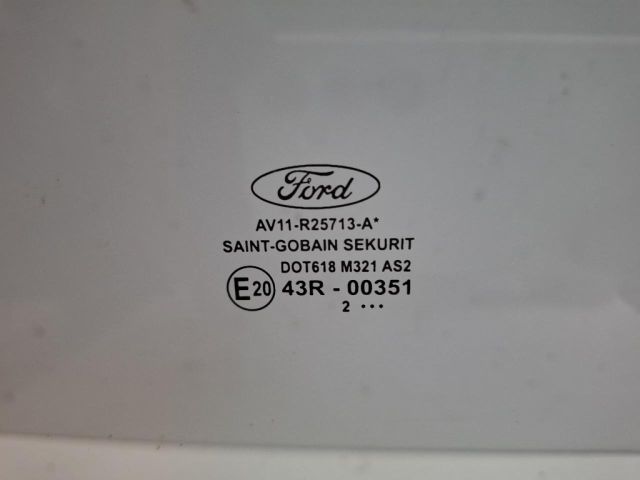 Ford
AV11-R25713-A*
SAINT-GOBAIN SEKURIT
DOT618 M321 AS2
E20 43R - 00351
2 ...